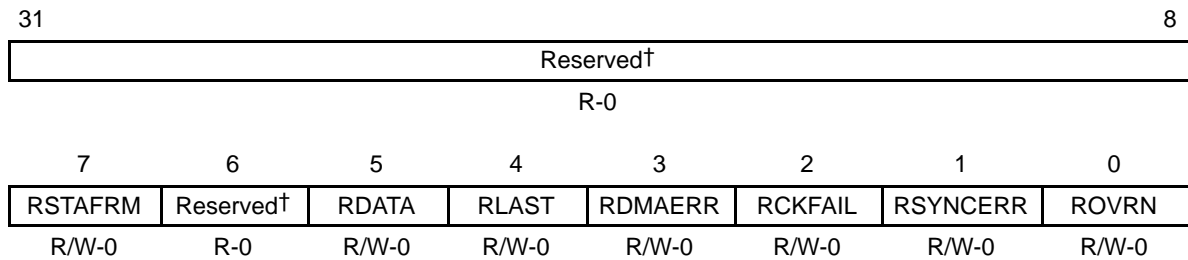 31 8
Reserved†
R-0
7 6 5 4 3 2 1 0
RSTAFRM Reserved† RDATA RLAST RDMAERR RCKFAIL RSYNCERR ROVRN
R/W-0 R-0 R/W-0 R/W-0 R/W-0 R/W-0 R/W-0 R/W-0